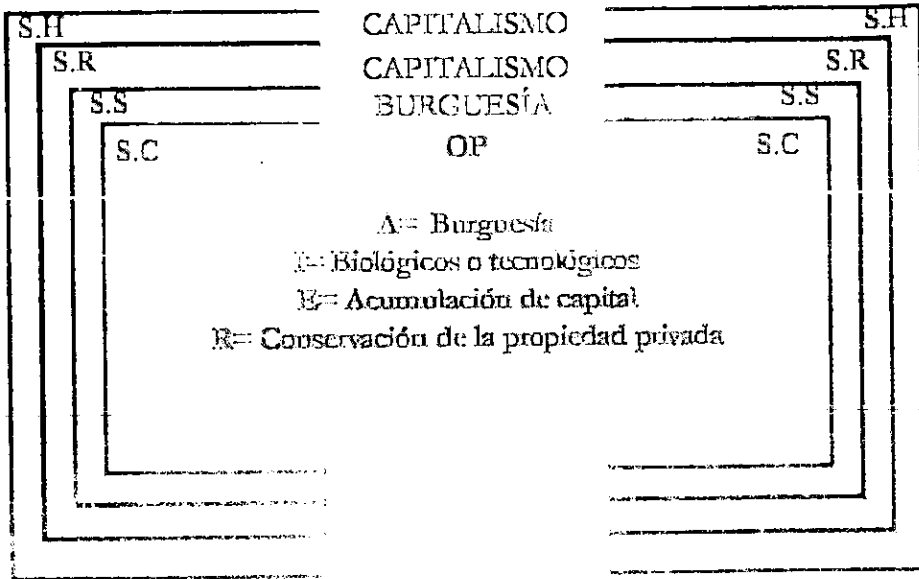 S.H CAPITALISMO S.H
S.R CAPITALISMO S.R
S.S BURGUESÍA S.S
S.C OP S.C
A= Burguesía
I= Biológicos o tecnológicos
E= Acumulación de capital
R= Conservación de la propiedad privada